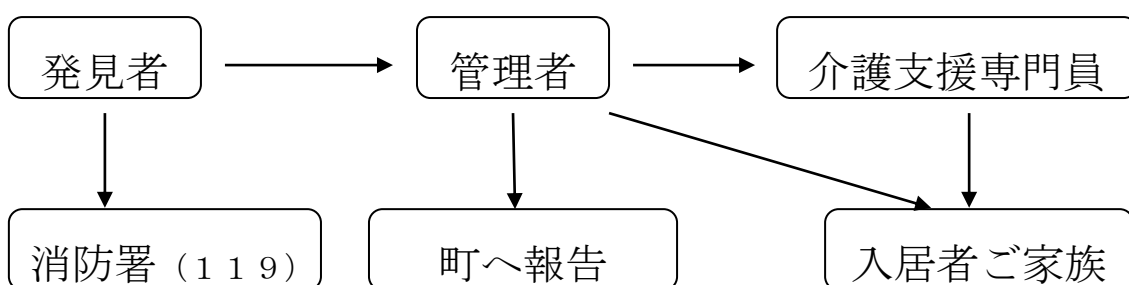 発見者
管理者
介護支援専門員
消防署（１１９）
町へ報告
入居者ご家族